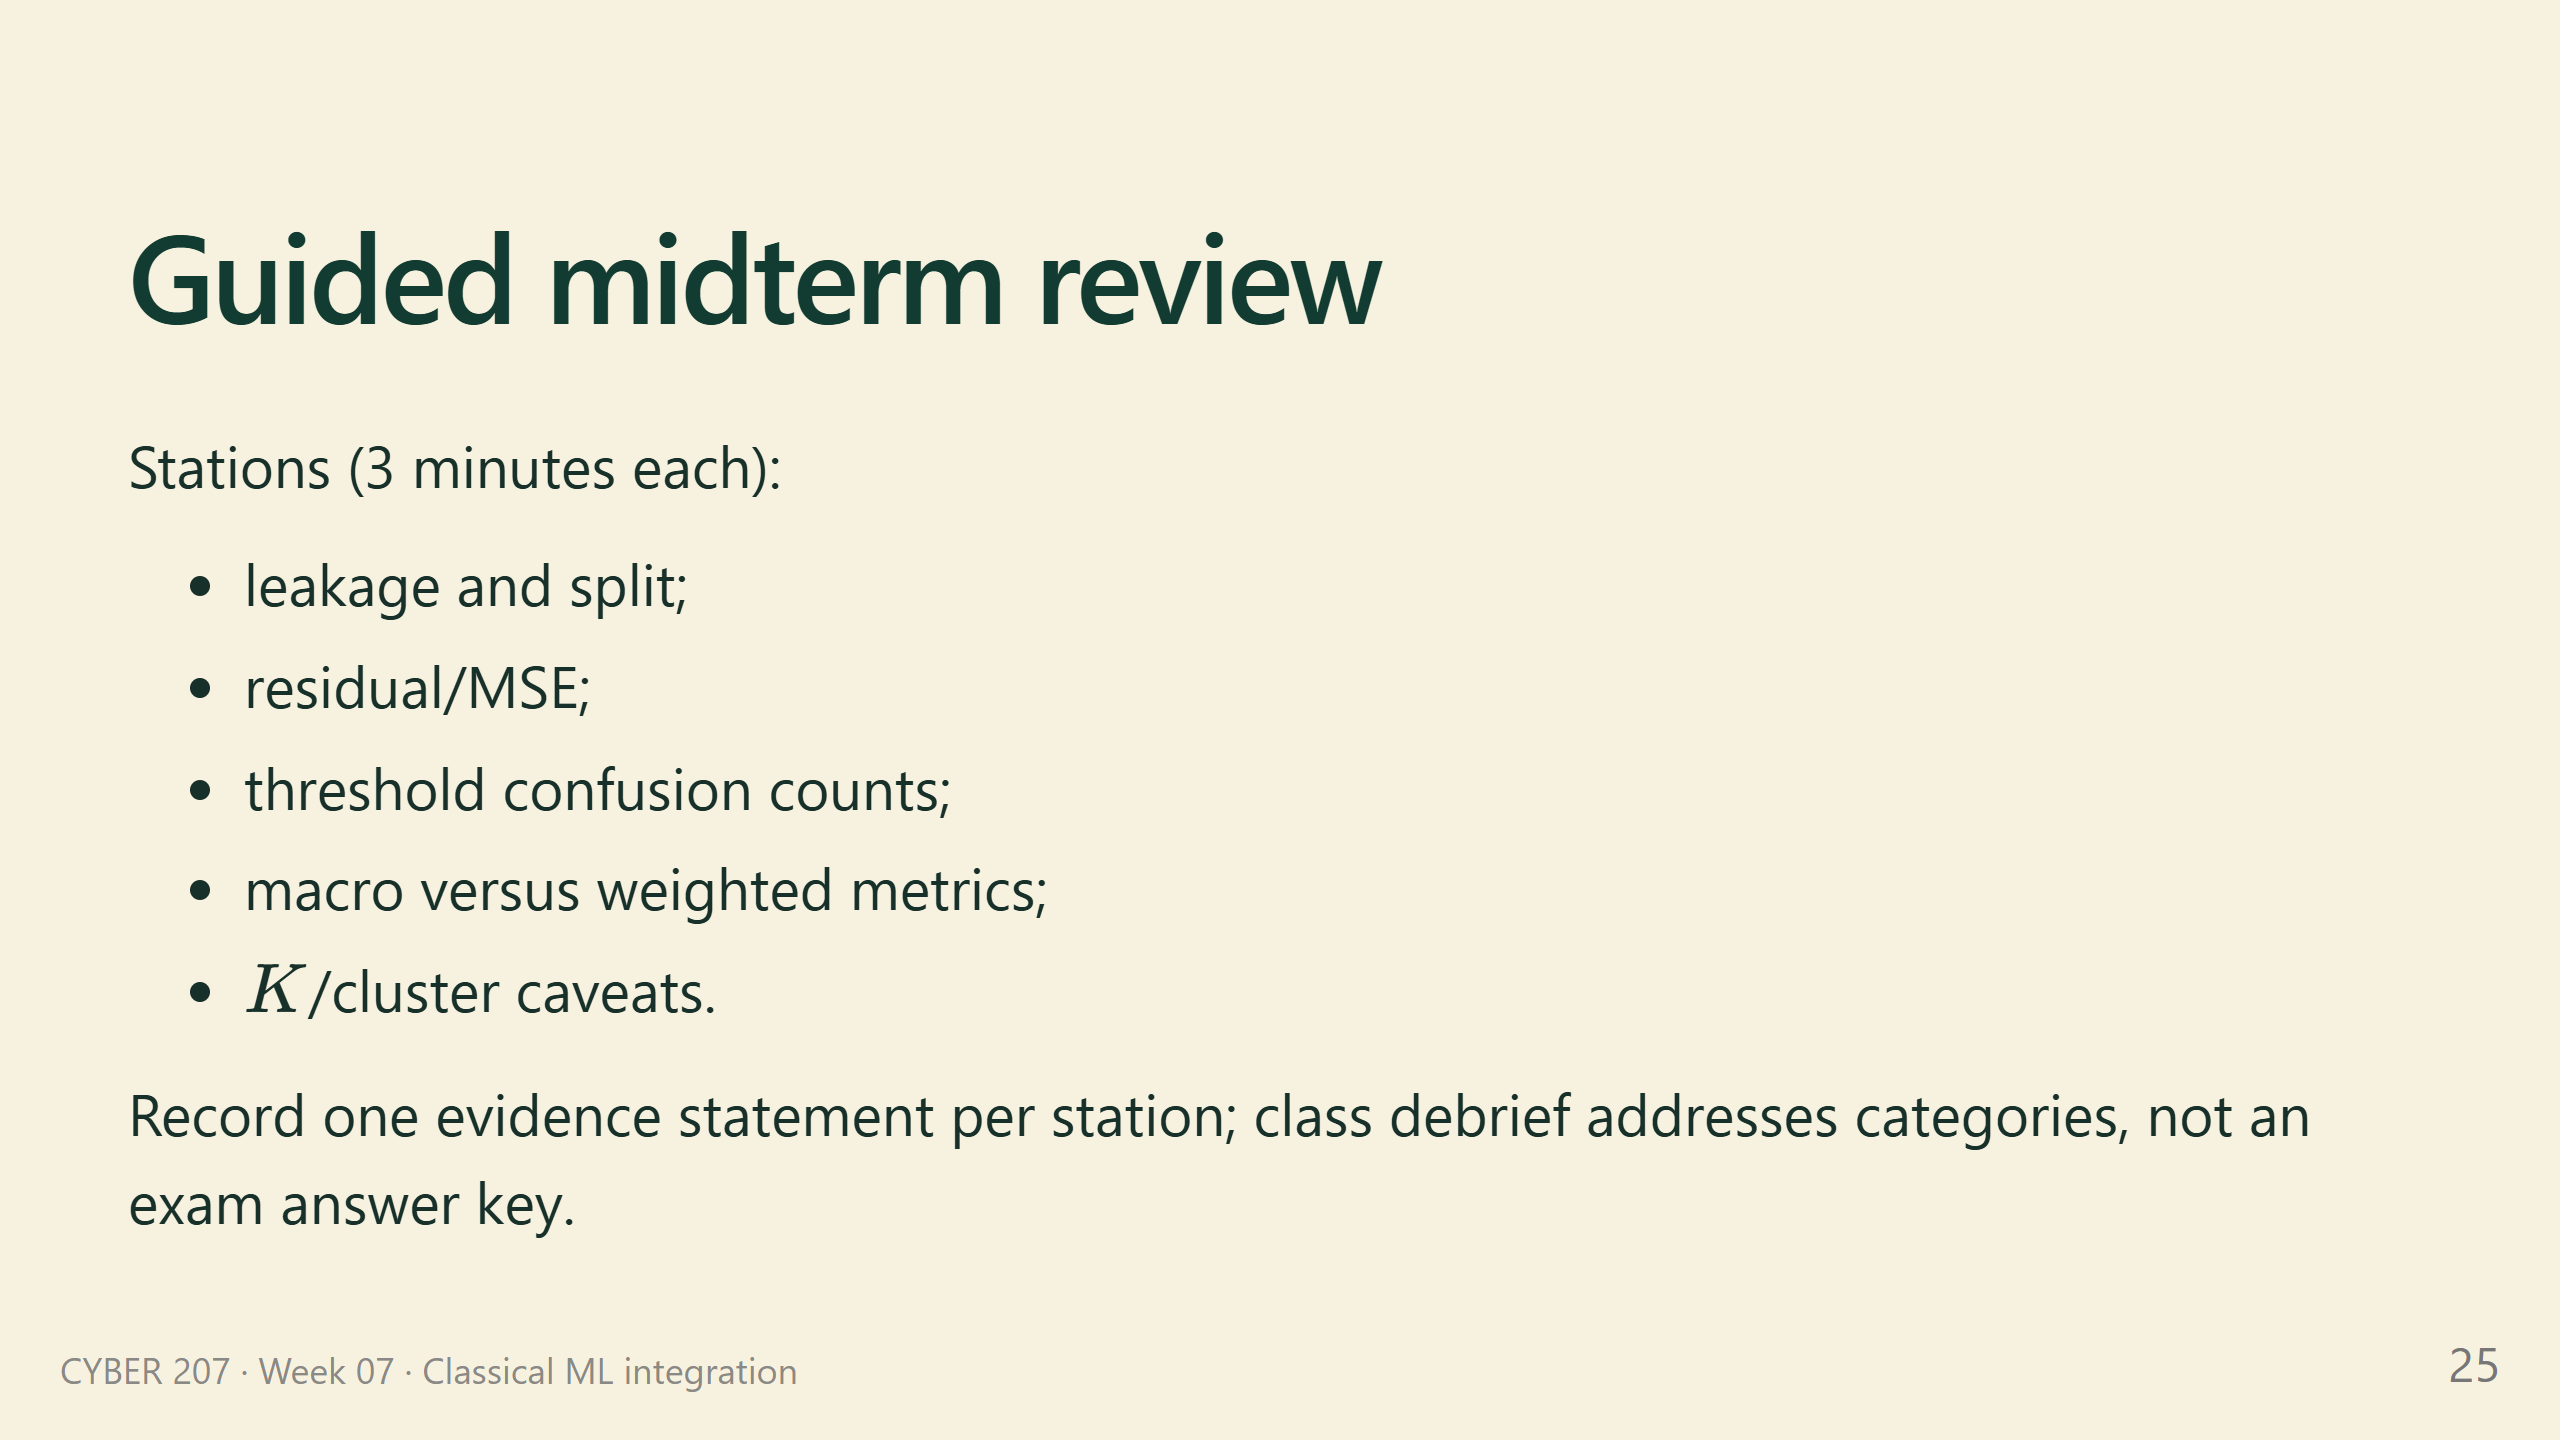 Guided midterm review
Stations (3 minutes each):
• leakage and split;
• residual/MSE;
• threshold confusion counts;
• macro versus weighted metrics;
• K/cluster caveats.
Record one evidence statement per station; class debrief addresses categories, not an
exam answer key.
CYBER 207 · Week 07 · Classical ML integration
25